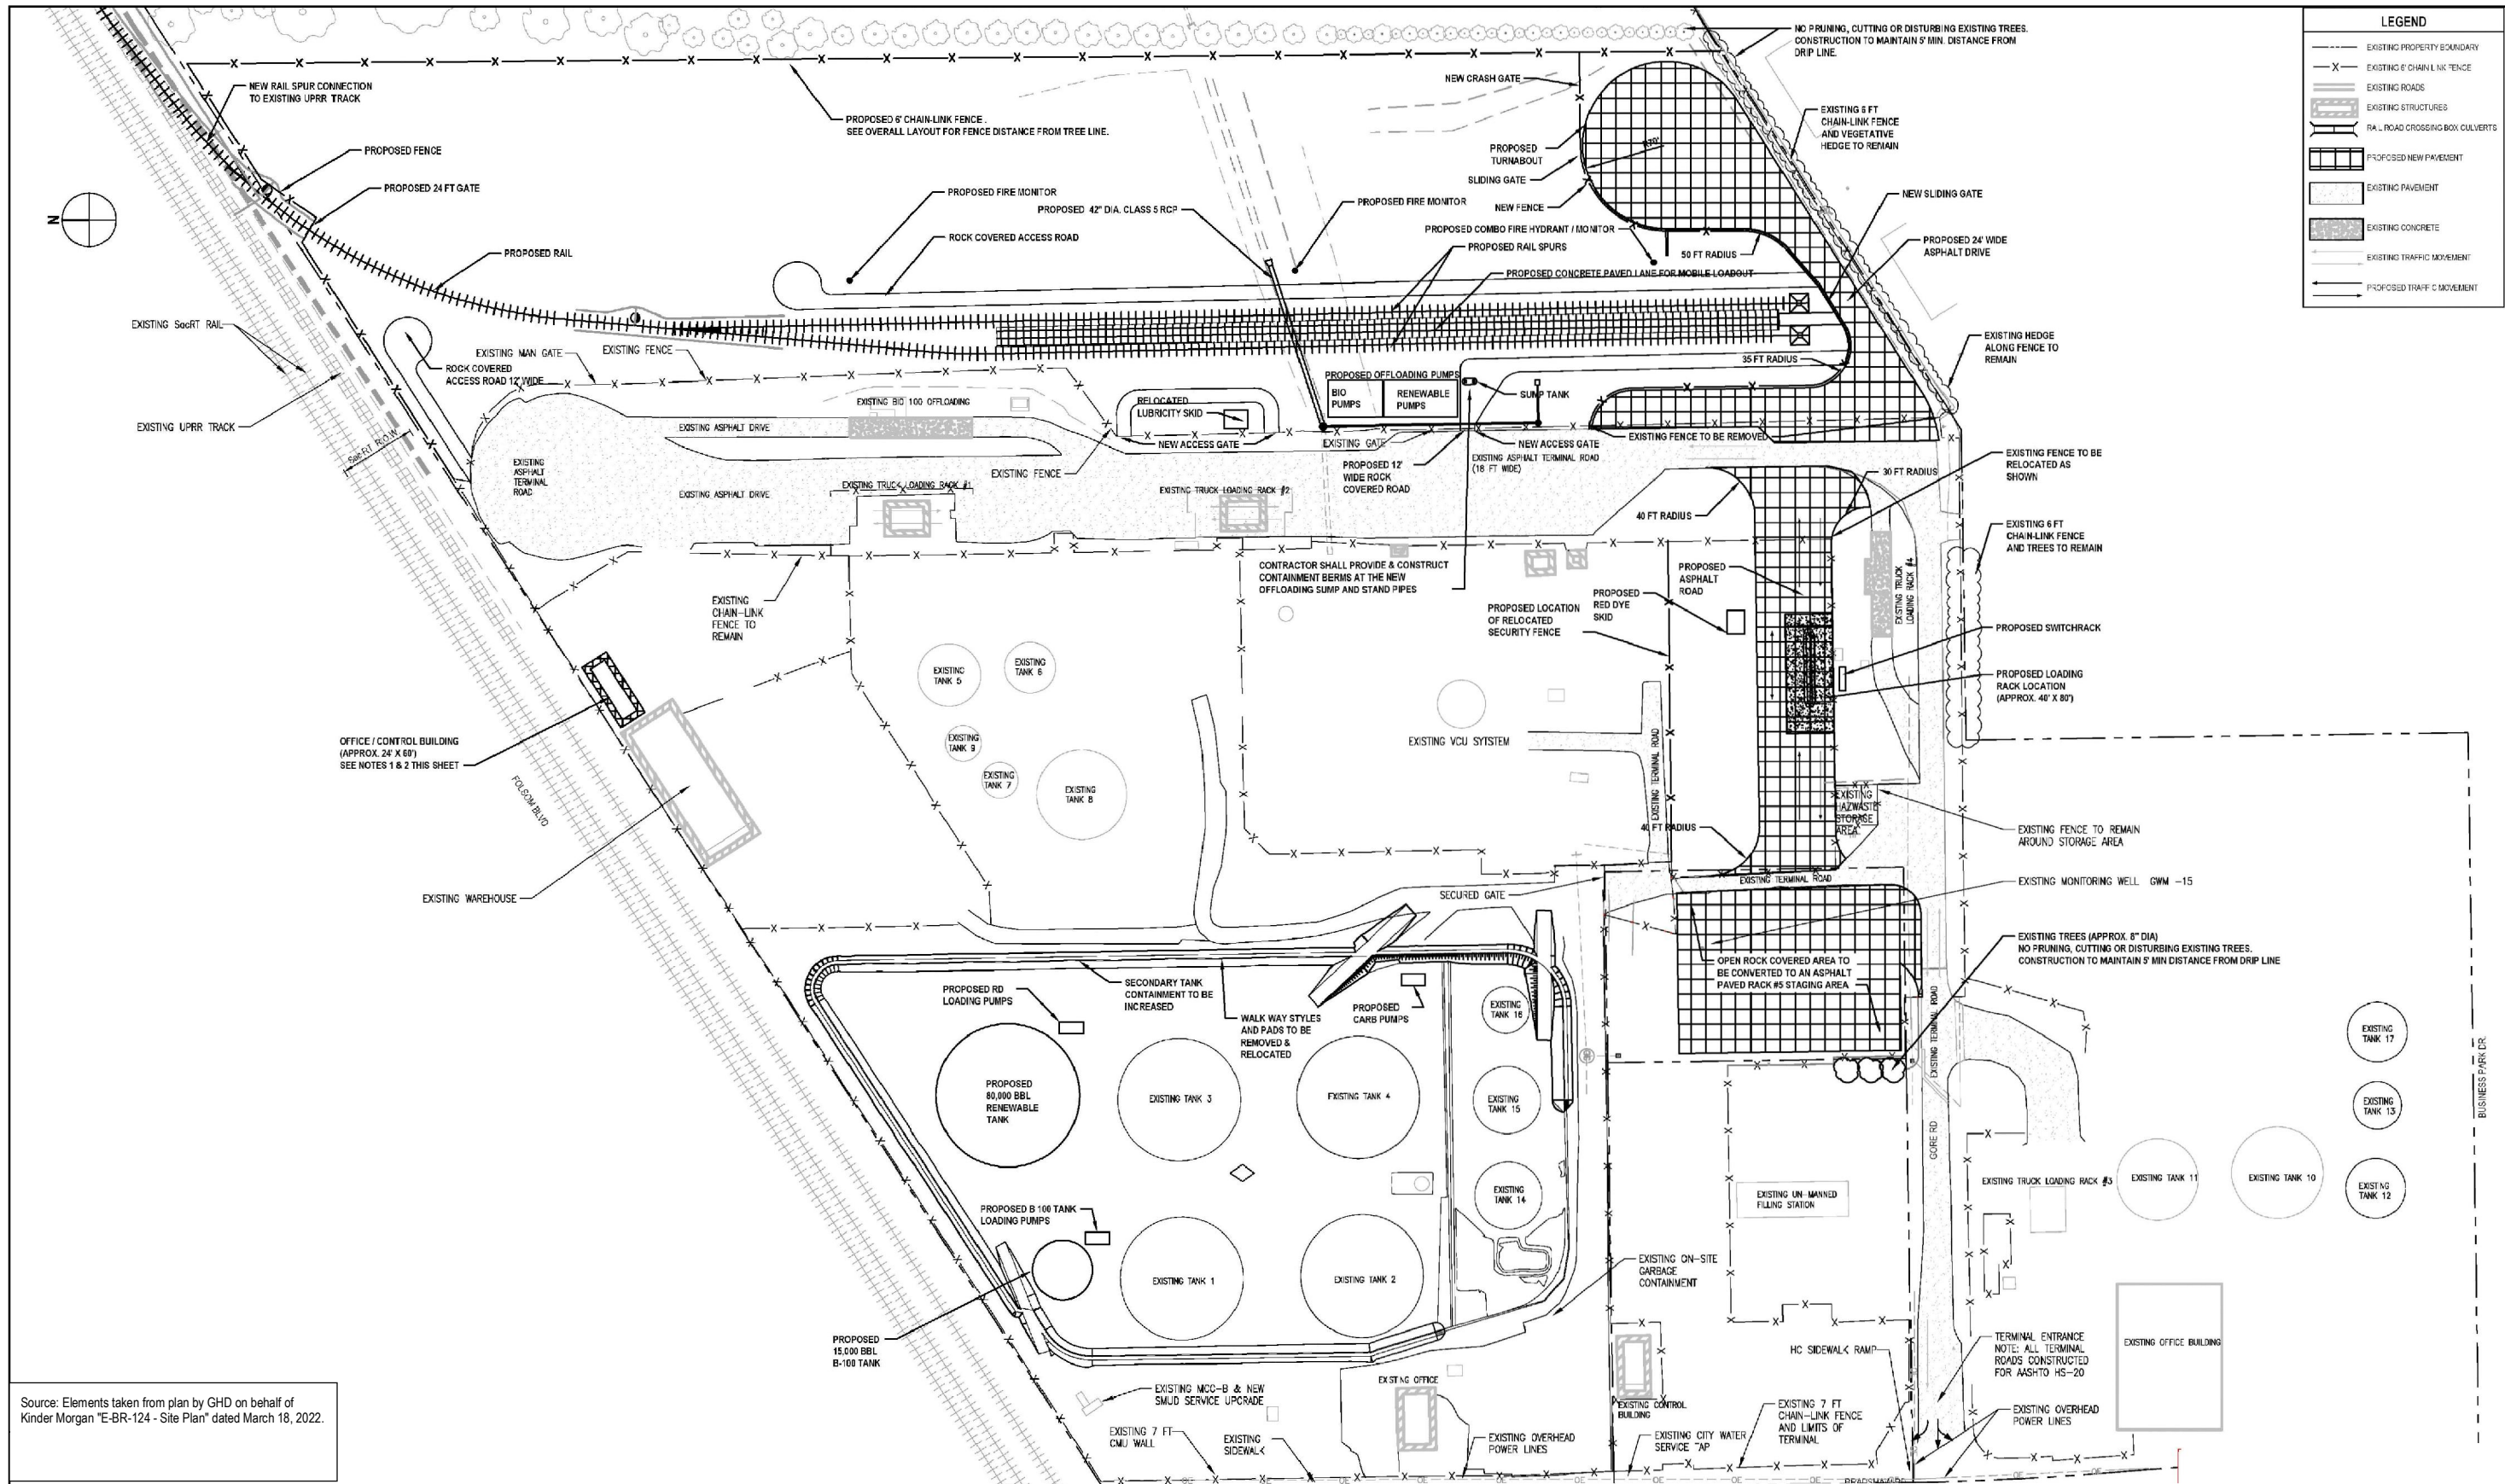 NO PRUNING, CUTTING OR DISTURBING EXISTING TREES.
CONSTRUCTION TO MAINTAIN 5' MIN. DISTANCE FROM
DRIP LINE.
LEGEND
EXISTING PROPERTY BOUNDARY
EXISTING 6' CHAIN LINK FENCE
EXISTING ROADS
EXISTING STRUCTURES
RAIL ROAD CROSSING BOX CULVERTS
PROPOSED NEW PAVEMENT
EXISTING PAVEMENT
EXISTING CONCRETE
EXISTING TRAFFIC MOVEMENT
PROPOSED TRAFFIC MOVEMENT
NEW RAIL SPUR CONNECTION
TO EXISTING UPRR TRACK
PROPOSED 6' CHAIN-LINK FENCE .
SEE OVERALL LAYOUT FOR FENCE DISTANCE FROM TREE LINE.
NEW CRASH GATE
EXISTING 6 FT
CHAIN-LINK FENCE
AND VEGETATIVE
HEDGE TO REMAIN
PROPOSED FENCE
PROPOSED
TURNABOUT
R70'
PROPOSED 24 FT GATE
SLIDING GATE
NEW SLIDING GATE
N
PROPOSED FIRE MONITOR
PROPOSED 42" DIA. CLASS 5 RCP
PROPOSED FIRE MONITOR
NEW FENCE
PROPOSED COMBO FIRE HYDRANT / MONITOR
ROCK COVERED ACCESS ROAD
PROPOSED RAIL SPURS
50 FT RADIUS
PROPOSED 24' WIDE
ASPHALT DRIVE
PROPOSED RAIL
PROPOSED CONCRETE PAVED LANE FOR MOBILE LOADOUT
EXISTING SacRT RAIL
EXISTING MAN GATE
EXISTING FENCE
ROCK COVERED
ACCESS ROAD 12' WIDE
35 FT RADIUS
EXISTING HEDGE
ALONG FENCE TO
REMAIN
PROPOSED OFFLOADING PUMPS
BIO
PUMPS
RENEWABLE
PUMPS
SUMP TANK
EXISTING BIO 100 OFFLOADING
RELOCATED
LUBRICITY SKID
EXISTING UPRR TRACK
SacRT R.O.W.
EXISTING ASPHALT DRIVE
NEW ACCESS GATE
EXISTING GATE
NEW ACCESS GATE
EXISTING FENCE TO BE REMOVED
EXISTING ASPHALT TERMINAL ROAD
(18 FT WIDE)
EXISTING
ASPHALT
TERMINAL
ROAD
EXISTING FENCE
PROPOSED 12'
WIDE ROCK
COVERED ROAD
30 FT RADIUS
EXISTING FENCE TO BE
RELOCATED AS
SHOWN
EXISTING ASPHALT DRIVE
EXISTING TRUCK LOADING RACK #1
EXISTING TRUCK LOADING RACK #2
40 FT RADIUS
EXISTING 6 FT
CHAIN-LINK FENCE
AND TREES TO REMAIN
CONTRACTOR SHALL PROVIDE & CONSTRUCT
CONTAINMENT BERMS AT THE NEW
OFFLOADING SUMP AND STAND PIPES
PROPOSED
ASPHALT
ROAD
EXISTING TRUCK
LOADING RACK #4
EXISTING
CHAIN-LINK
FENCE TO
REMAIN
PROPOSED
RED DYE
SKID
PROPOSED LOCATION
OF RELOCATED
SECURITY FENCE
PROPOSED SWITCHRACK
EXISTING
TANK 5
EXISTING
TANK 6
PROPOSED LOADING
RACK LOCATION
(APPROX. 40' X 80')
OFFICE / CONTROL BUILDING
(APPROX. 24' X 60')
SEE NOTES 1 & 2 THIS SHEET
EXISTING
TANK 9
EXISTING VCU SYTSTEM
EXISTING TERMINAL ROAD
FOLSOM BLVD
EXISTING
TANK 7
EXISTING
TANK 8
EXISTING
HAZWASTE
STORAGE
AREA
40 FT RADIUS
EXISTING FENCE TO REMAIN
AROUND STORAGE AREA
EXISTING WAREHOUSE
EXISTING TERMINAL ROAD
EXISTING MONITORING WELL GWM -15
SECURED GATE
EXISTING TREES (APPROX. 8" DIA)
NO PRUNING, CUTTING OR DISTURBING EXISTING TREES.
CONSTRUCTION TO MAINTAIN 5' MIN DISTANCE FROM DRIP LINE
OPEN ROCK COVERED AREA TO
BE CONVERTED TO AN ASPHALT
PAVED RACK #5 STAGING AREA
PROPOSED RD
LOADING PUMPS
SECONDARY TANK
CONTAINMENT TO BE
INCREASED
WALK WAY STYLES
AND PADS TO BE
REMOVED &
RELOCATED
PROPOSED
CARB PUMPS
EXISTING
TANK 16
EXISTING TERMINAL ROAD
EXISTING
TANK 17
PROPOSED
80,000 BBL
RENEWABLE
TANK
EXISTING TANK 3
EXISTING TANK 4
EXISTING
TANK 15
EXISTING
TANK 13
BUSINESS PARK DR.
GORE RD
EXISTING
TANK 14
EXISTING UN-MANNED
FILLING STATION
EXISTING TRUCK LOADING RACK #3
EXISTING TANK 11
EXISTING TANK 10
EXISTING
TANK 12
PROPOSED B 100 TANK
LOADING PUMPS
EXISTING TANK 1
EXISTING TANK 2
EXISTING ON-SITE
GARBAGE
CONTAINMENT
PROPOSED
15,000 BBL
B-100 TANK
HC SIDEWALK RAMP
TERMINAL ENTRANCE
NOTE: ALL TERMINAL
ROADS CONSTRUCTED
FOR AASHTO HS-20
EXISTING OFFICE BUILDING
EXISTING OFFICE
EXISTING MCC-B & NEW
SMUD SERVICE UPGRADE
EXISTING CONTROL
BUILDING
EXISTING 7 FT
CHAIN-LINK FENCE
AND LIMITS OF
TERMINAL
EXISTING OVERHEAD
POWER LINES
EXISTING 7 FT
CMU WALL
EXISTING
SIDEWALK
EXISTING OVERHEAD
POWER LINES
EXISTING CITY WATER
SERVICE TAP
Source: Elements taken from plan by GHD on behalf of
Kinder Morgan "E-BR-124 - Site Plan" dated March 18, 2022.